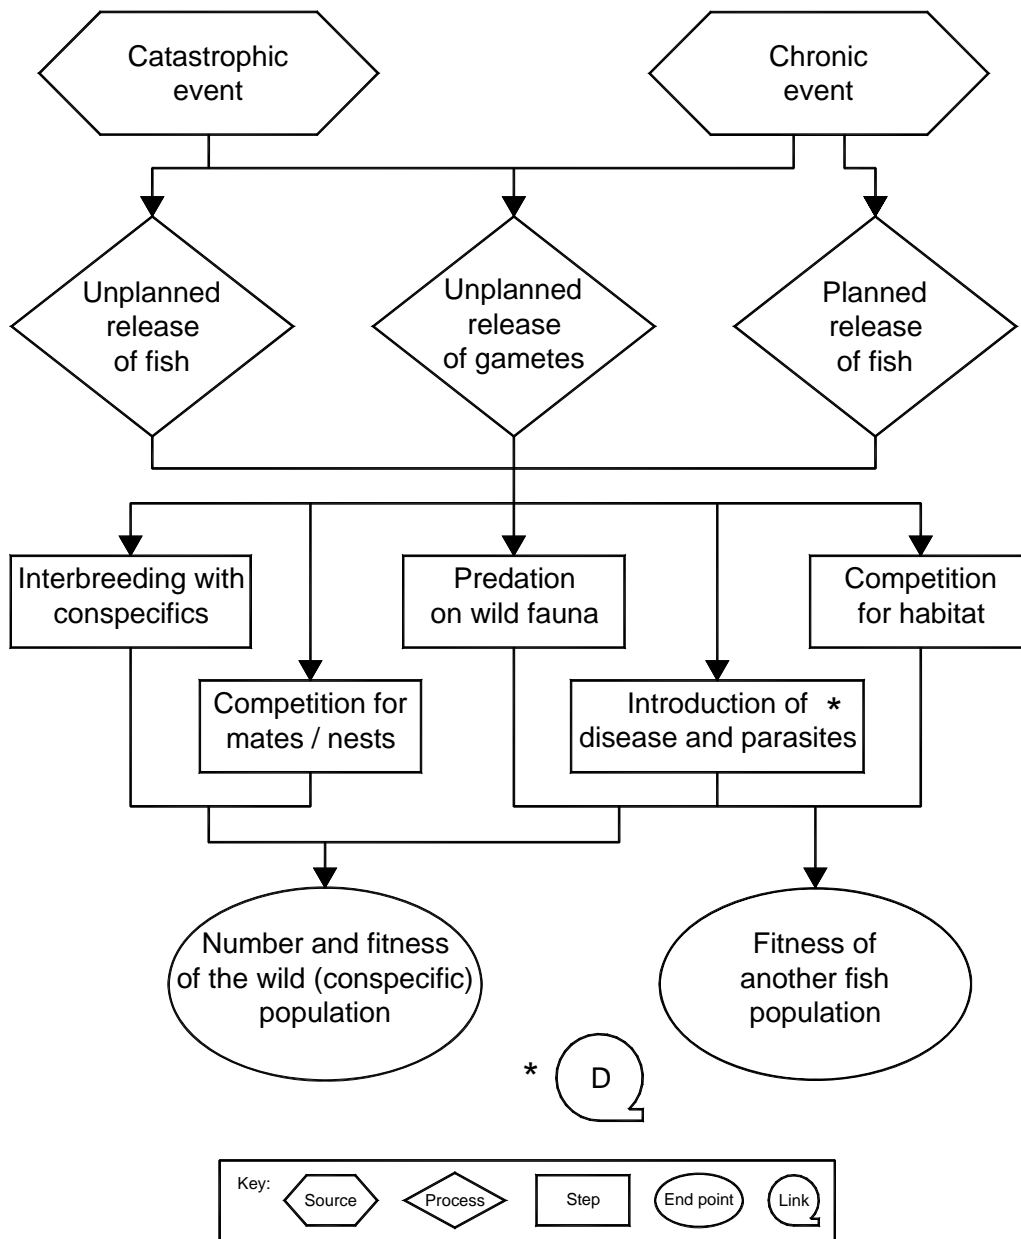 Catastrophic
event
Chronic
event
Unplanned
release
of fish
Unplanned
release
of gametes
Planned
release
of fish
Interbreeding with
conspecifics
Predation
on wild fauna
Competition
for habitat
Competition for
mates / nests
Introduction of *
disease and parasites
Number and fitness
of the wild (conspecific)
population
Fitness of
another fish
population
* D
Key:
Source
Process
Step
End point
Link